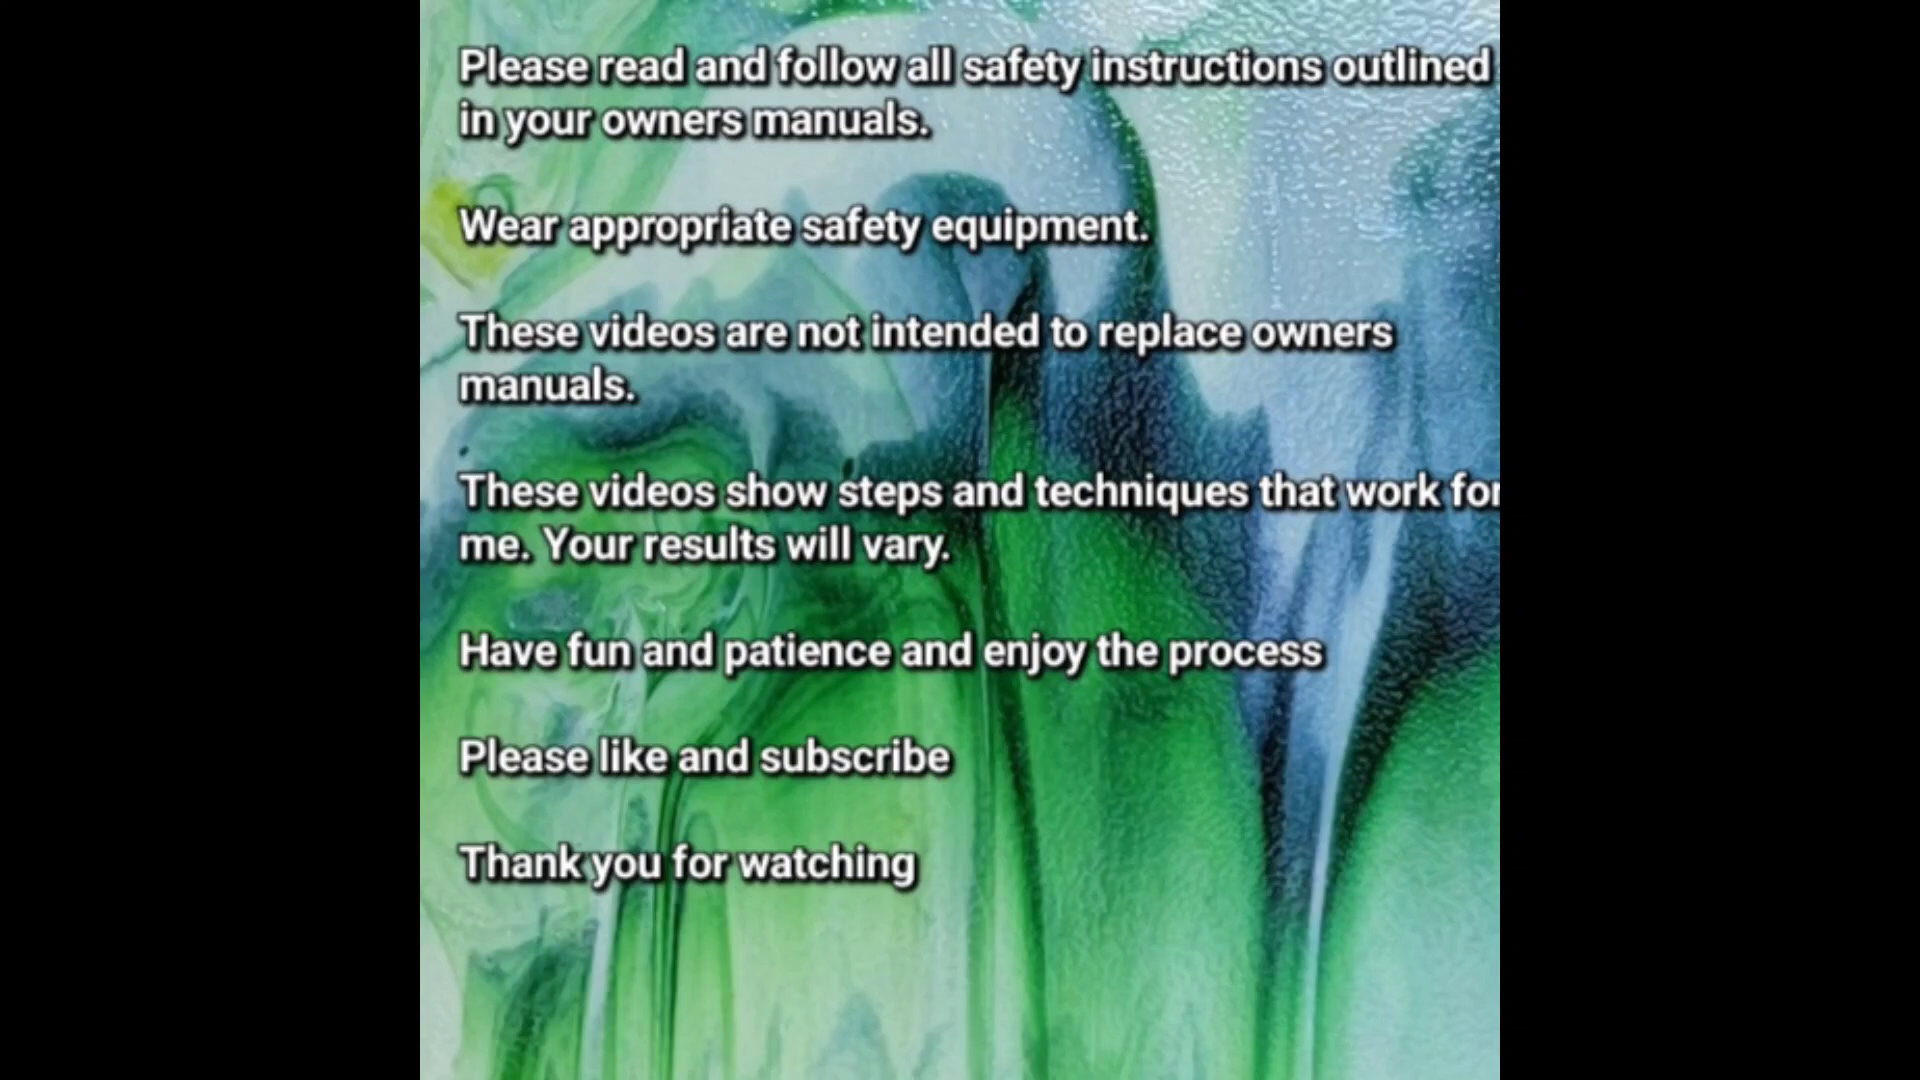 Please read and follow all safety instructions outlined
in your owners manuals.
Wear appropriate safety equipment.
These videos are not intended to replace owners
manuals.
These videos show steps and techniques that work for
me. Your results will vary.
Have fun and patience and enjoy the process
Please like and subscribe
Thank you for watching